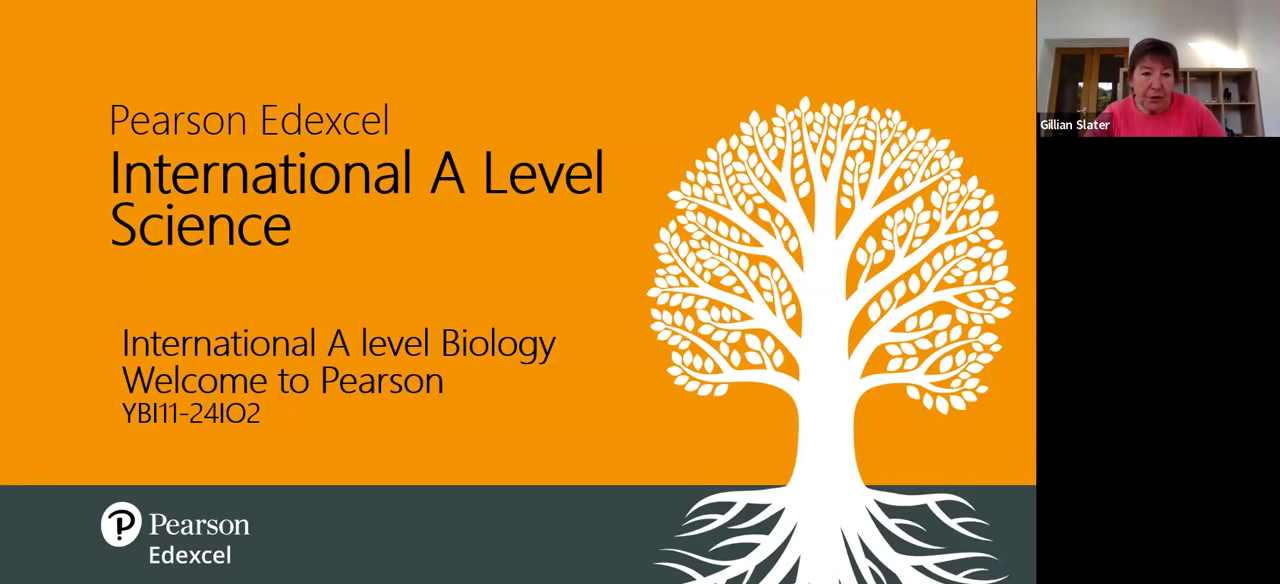 Pearson Edexcel
International A Level
Science
International A level Biology
Welcome to Pearson
YBI11-24IO2
Pearson
Edexcel
Gillian Slater